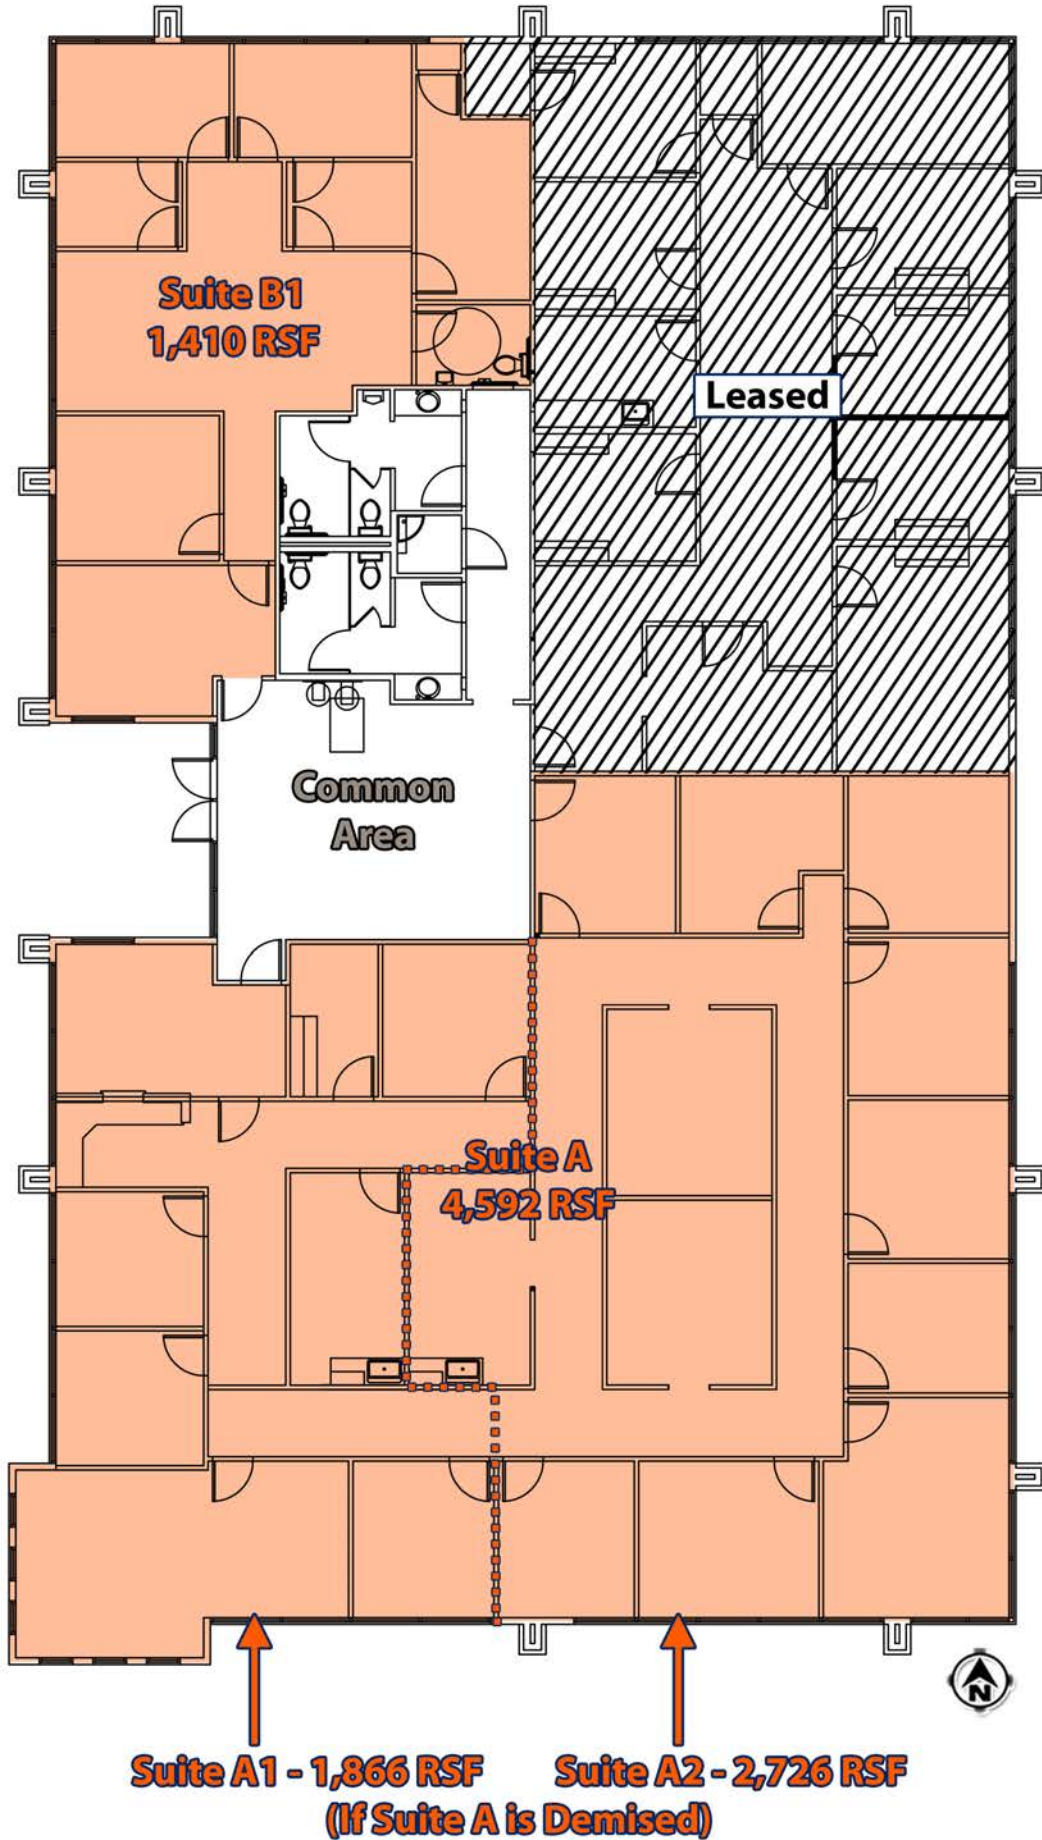 Suite B1
1,410 RSF
Leased
Common
Area
Suite A
4,592 RSF
N
Suite A1 - 1,866 RSF
Suite A2 - 2,726 RSF
(If Suite A is Demised)